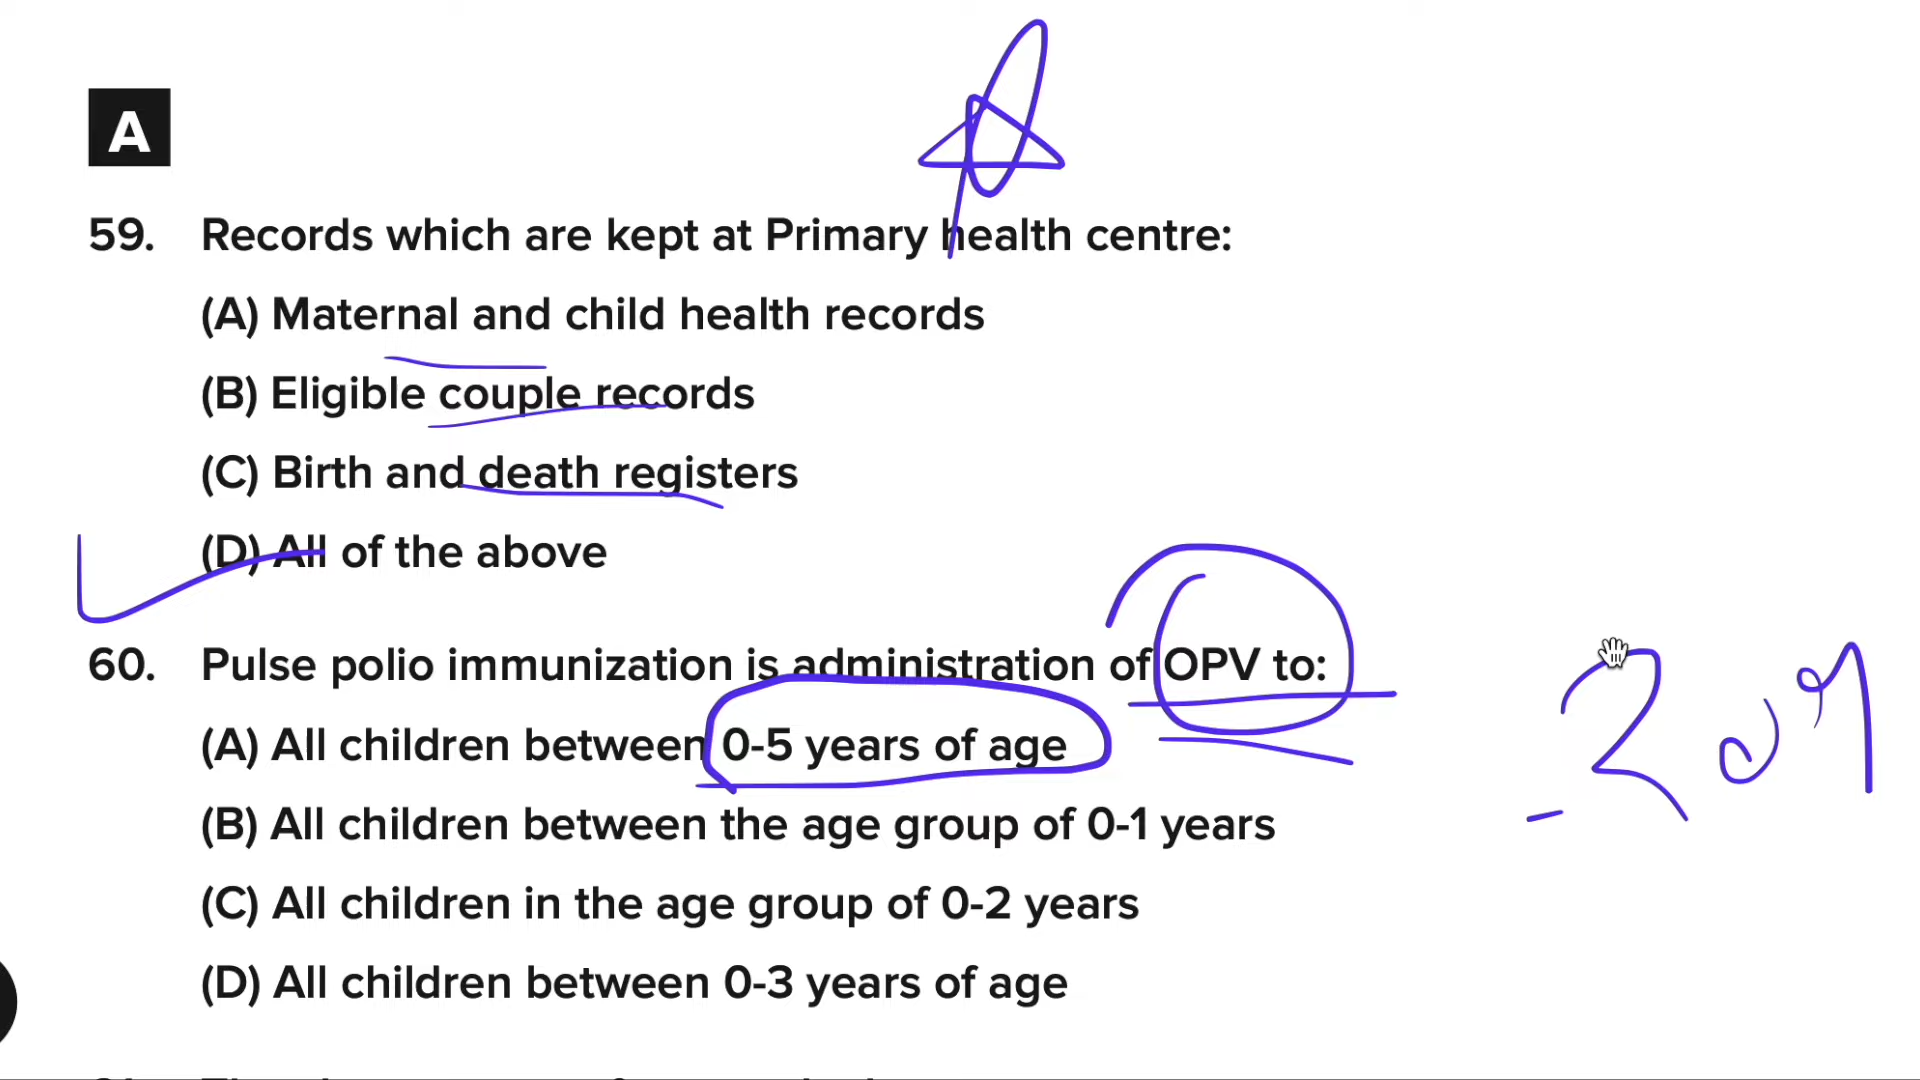 A
59. Records which are kept at Primary health centre:
(A) Maternal and child health records
(B) Eligible couple records
(C) Birth and death registers
(D) All of the above
60. Pulse polio immunization is administration of OPV to:
(A) All children between 0-5 years of age
(B) All children between the age group of 0-1 years
(C) All children in the age group of 0-2 years
(D) All children between 0-3 years of age